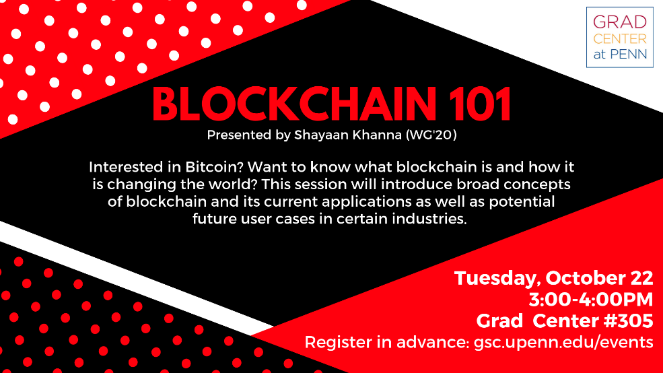 GRAD
CENTER
at PENN
BLOCKCHAIN 101
Presented by Shayaan Khanna (WG'20)
Interested in Bitcoin? Want to know what blockchain is and how it
is changing the world? This session will introduce broad concepts
of blockchain and its current applications as well as potential
future user cases in certain industries.
Tuesday, October 22
3:00-4:00PM
Grad Center #305
Register in advance: gsc.upenn.edu/events